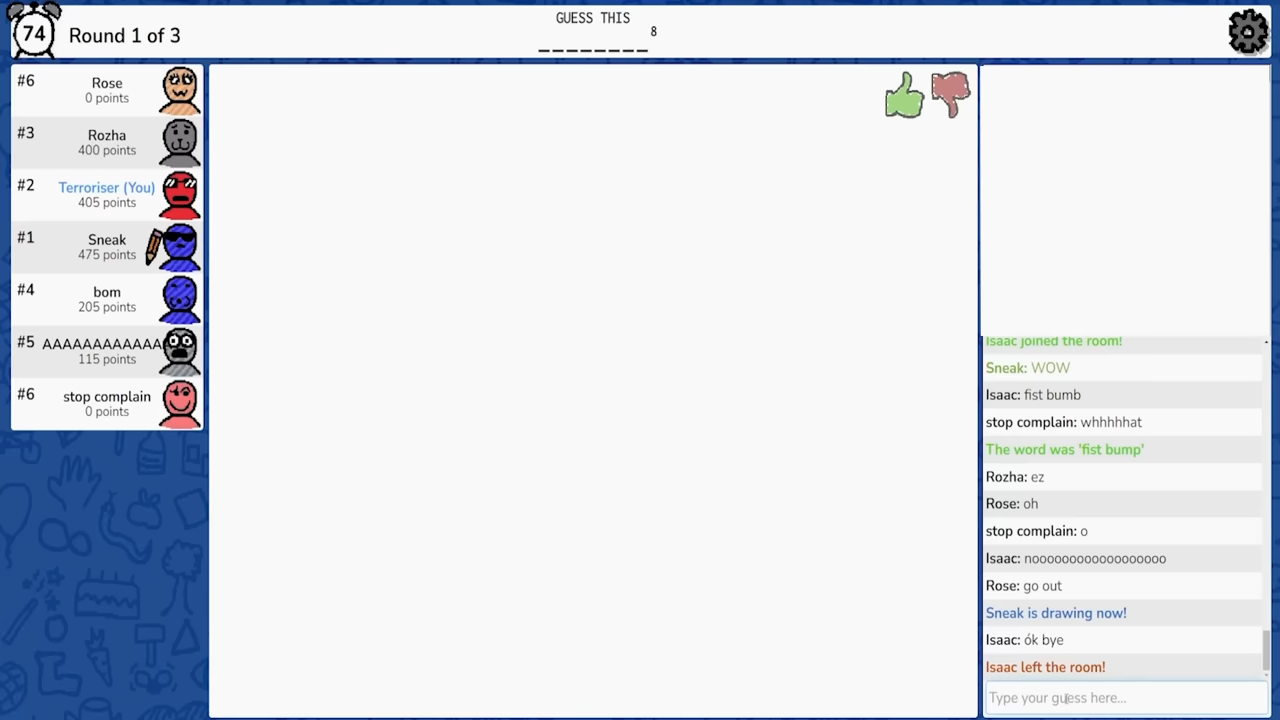 74
Round 1 of 3
GUESS THIS
________ 8
#6 Rose
0 points
#3 Rozha
400 points
#2 Terroriser (You)
405 points
#1 Sneak
475 points
#4 bom
205 points
#5 AAAAAAAAAAAA
115 points
#6 stop complain
0 points
Isaac joined the room!
Sneak: WOW
Isaac: fist bumb
stop complain: whhhhhat
The word was 'fist bump'
Rozha: ez
Rose: oh
stop complain: o
Isaac: noooooooooooooooooo
Rose: go out
Sneak is drawing now!
Isaac: ók bye
Isaac left the room!
Type your guess here...